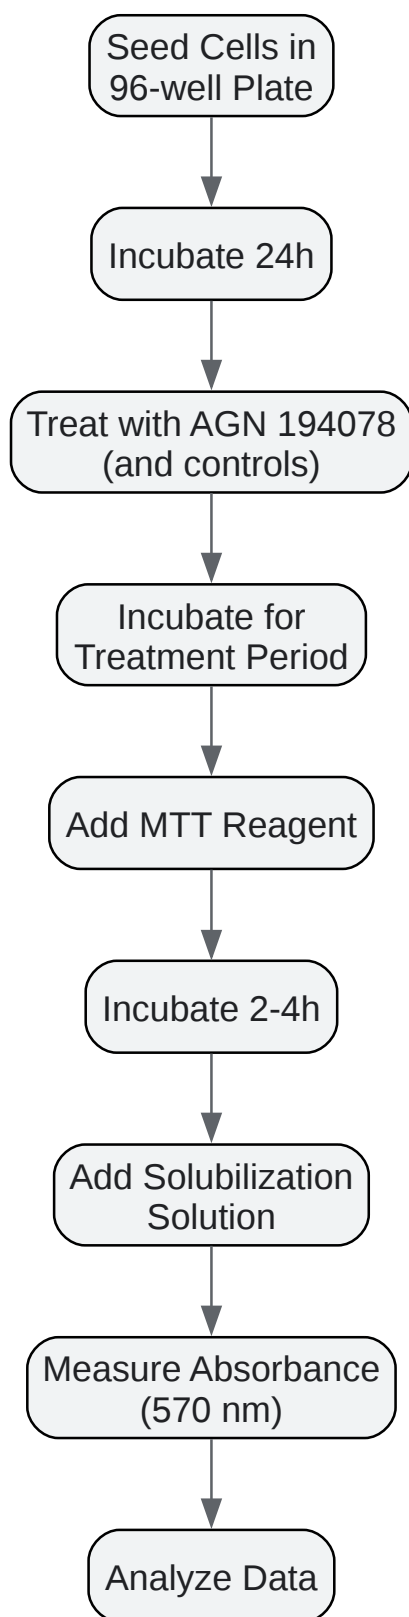 Seed Cells in
96-well Plate
Incubate 24h
Treat with AGN 194078
(and controls)
Incubate for
Treatment Period
Add MTT Reagent
Incubate 2-4h
Add Solubilization
Solution
Measure Absorbance
(570 nm)
Analyze Data